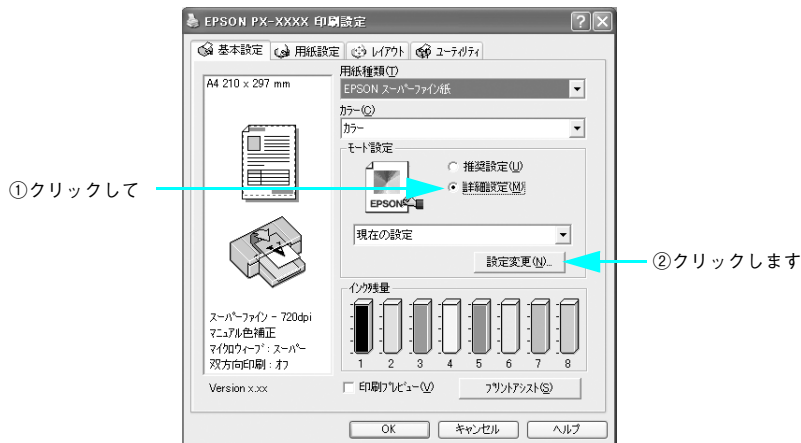 EPSON PX-XXXX 印刷設定
基本設定 用紙設定 レイアウト ユーティリティ
A4 210 x 297 mm
用紙種類(T)
EPSON スーパーファイン紙
カラー(C)
カラー
モード設定
推奨設定(U)
①クリックして
詳細設定(M)
EPSON
現在の設定
設定変更(N)...
②クリックします
インク残量
スーパーファイン - 720dpi
マニュアル色補正
マイクロウィーブ: スーパー
双方向印刷: オフ
1 2 3 4 5 6 7 8
Version x.xx
印刷プレビュー(V)
プリントアシスト(S)
OK キャンセル ヘルプ